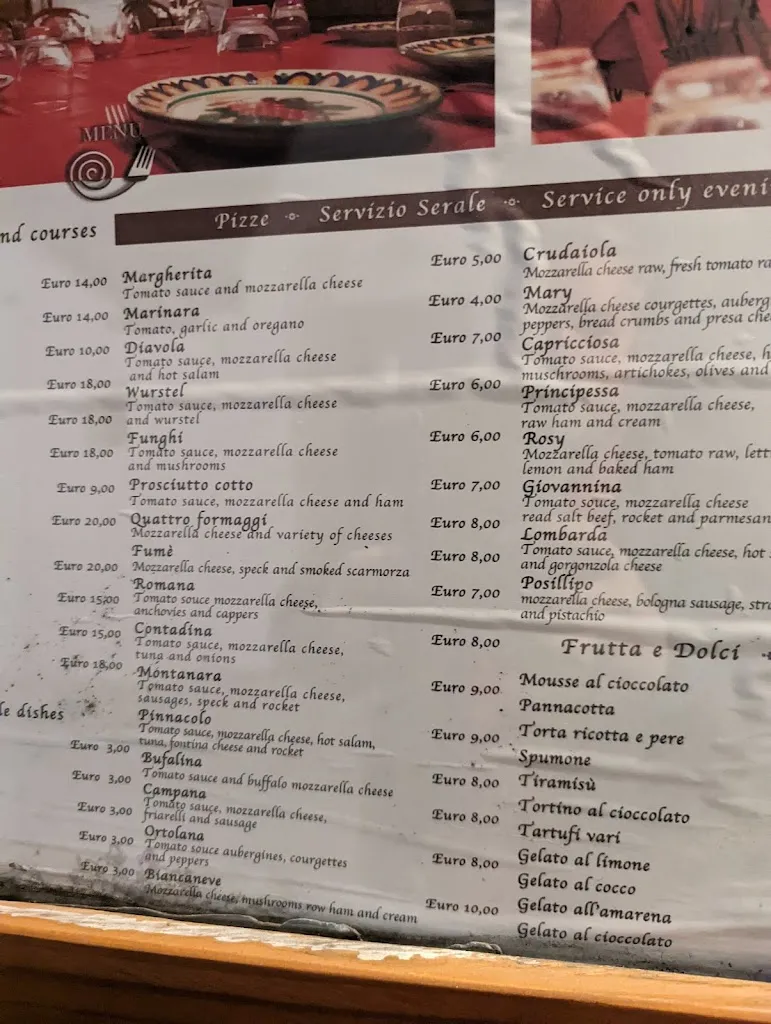 MENU
nd courses
Pizze Servizio Serale Service only eveni
Euro 14,00
Euro 14,00
Euro 10,00
Euro 18,00
Euro 18,00
Euro 18,00
Euro 9,00
Euro 20,00
Euro 20,00
Euro 15,00
Euro 15,00
Euro 18,00
le dishes
Euro 3,00
Euro 3,00
Euro 3,00
Euro 3,00
Euro 3,00
Margherita
Tomato sauce and mozzarella cheese
Marinara
Tomato, garlic and oregano
Diavola
Tomato sauce, mozzarella cheese
and hot salam
Wurstel
Tomato sauce, mozzarella cheese
and wurstel
Funghi
Tomato sauce, mozzarella cheese
and mushrooms
Prosciutto cotto
Tomato sauce, mozzarella cheese and ham
Quattro formaggi
Mozzarella cheese and variety of cheeses
Fumè
Mozzarella cheese, speck and smoked scarmorza
Romana
Tomato souce mozzarella cheese,
anchovies and cappers
Contadina
Tomato sauce, mozzarella cheese,
tuna and onions
Montanara
Tomato sauce, mozzarella cheese,
sausages, speck and rocket
Pinnacolo
Tomato sauce, mozzarella cheese, hot salam,
tuna, fontina cheese and rocket
Bufalina
Tomato sauce and buffalo mozzarella cheese
Campana
Tomato sauce, mozzarella cheese,
friarelli and sausage
Ortolana
Tomato souce aubergines, courgettes
and peppers
Biancaneve
Mozzarella cheese, mushrooms row ham and cream
Euro 5,00
Euro 4,00
Euro 7,00
Euro 6,00
Euro 6,00
Euro 7,00
Euro 8,00
Euro 8,00
Euro 7,00
Euro 8,00
Euro 9,00
Euro 9,00
Euro 8,00
Euro 8,00
Euro 8,00
Euro 10,00
Crudaiola
Mozzarella cheese raw, fresh tomato ra
Mary
Mozzarella cheese courgettes, auberg
peppers, bread crumbs and presa che
Capricciosa
Tomato sauce, mozzarella cheese, h
muschrooms, artichokes, olives and
Principessa
Tomato sauce, mozzarella cheese,
raw ham and cream
Rosy
Mozzarella cheese, tomato raw, lett
lemon and baked ham
Giovannina
Tomato souce, mozzarella cheese
read salt beef, rocket and parmesan
Lombarda
Tomato sauce, mozzarella cheese, hot
and gorgonzola cheese
Posillipo
mozzarella cheese, bologna sausage, stra
and pistachio
Frutta e Dolci
Mousse al cioccolato
Pannacotta
Torta ricotta e pere
Spumone
Tiramisù
Tortino al cioccolato
Tartufi vari
Gelato al limone
Gelato al cocco
Gelato all'amarena
Gelato al cioccolato